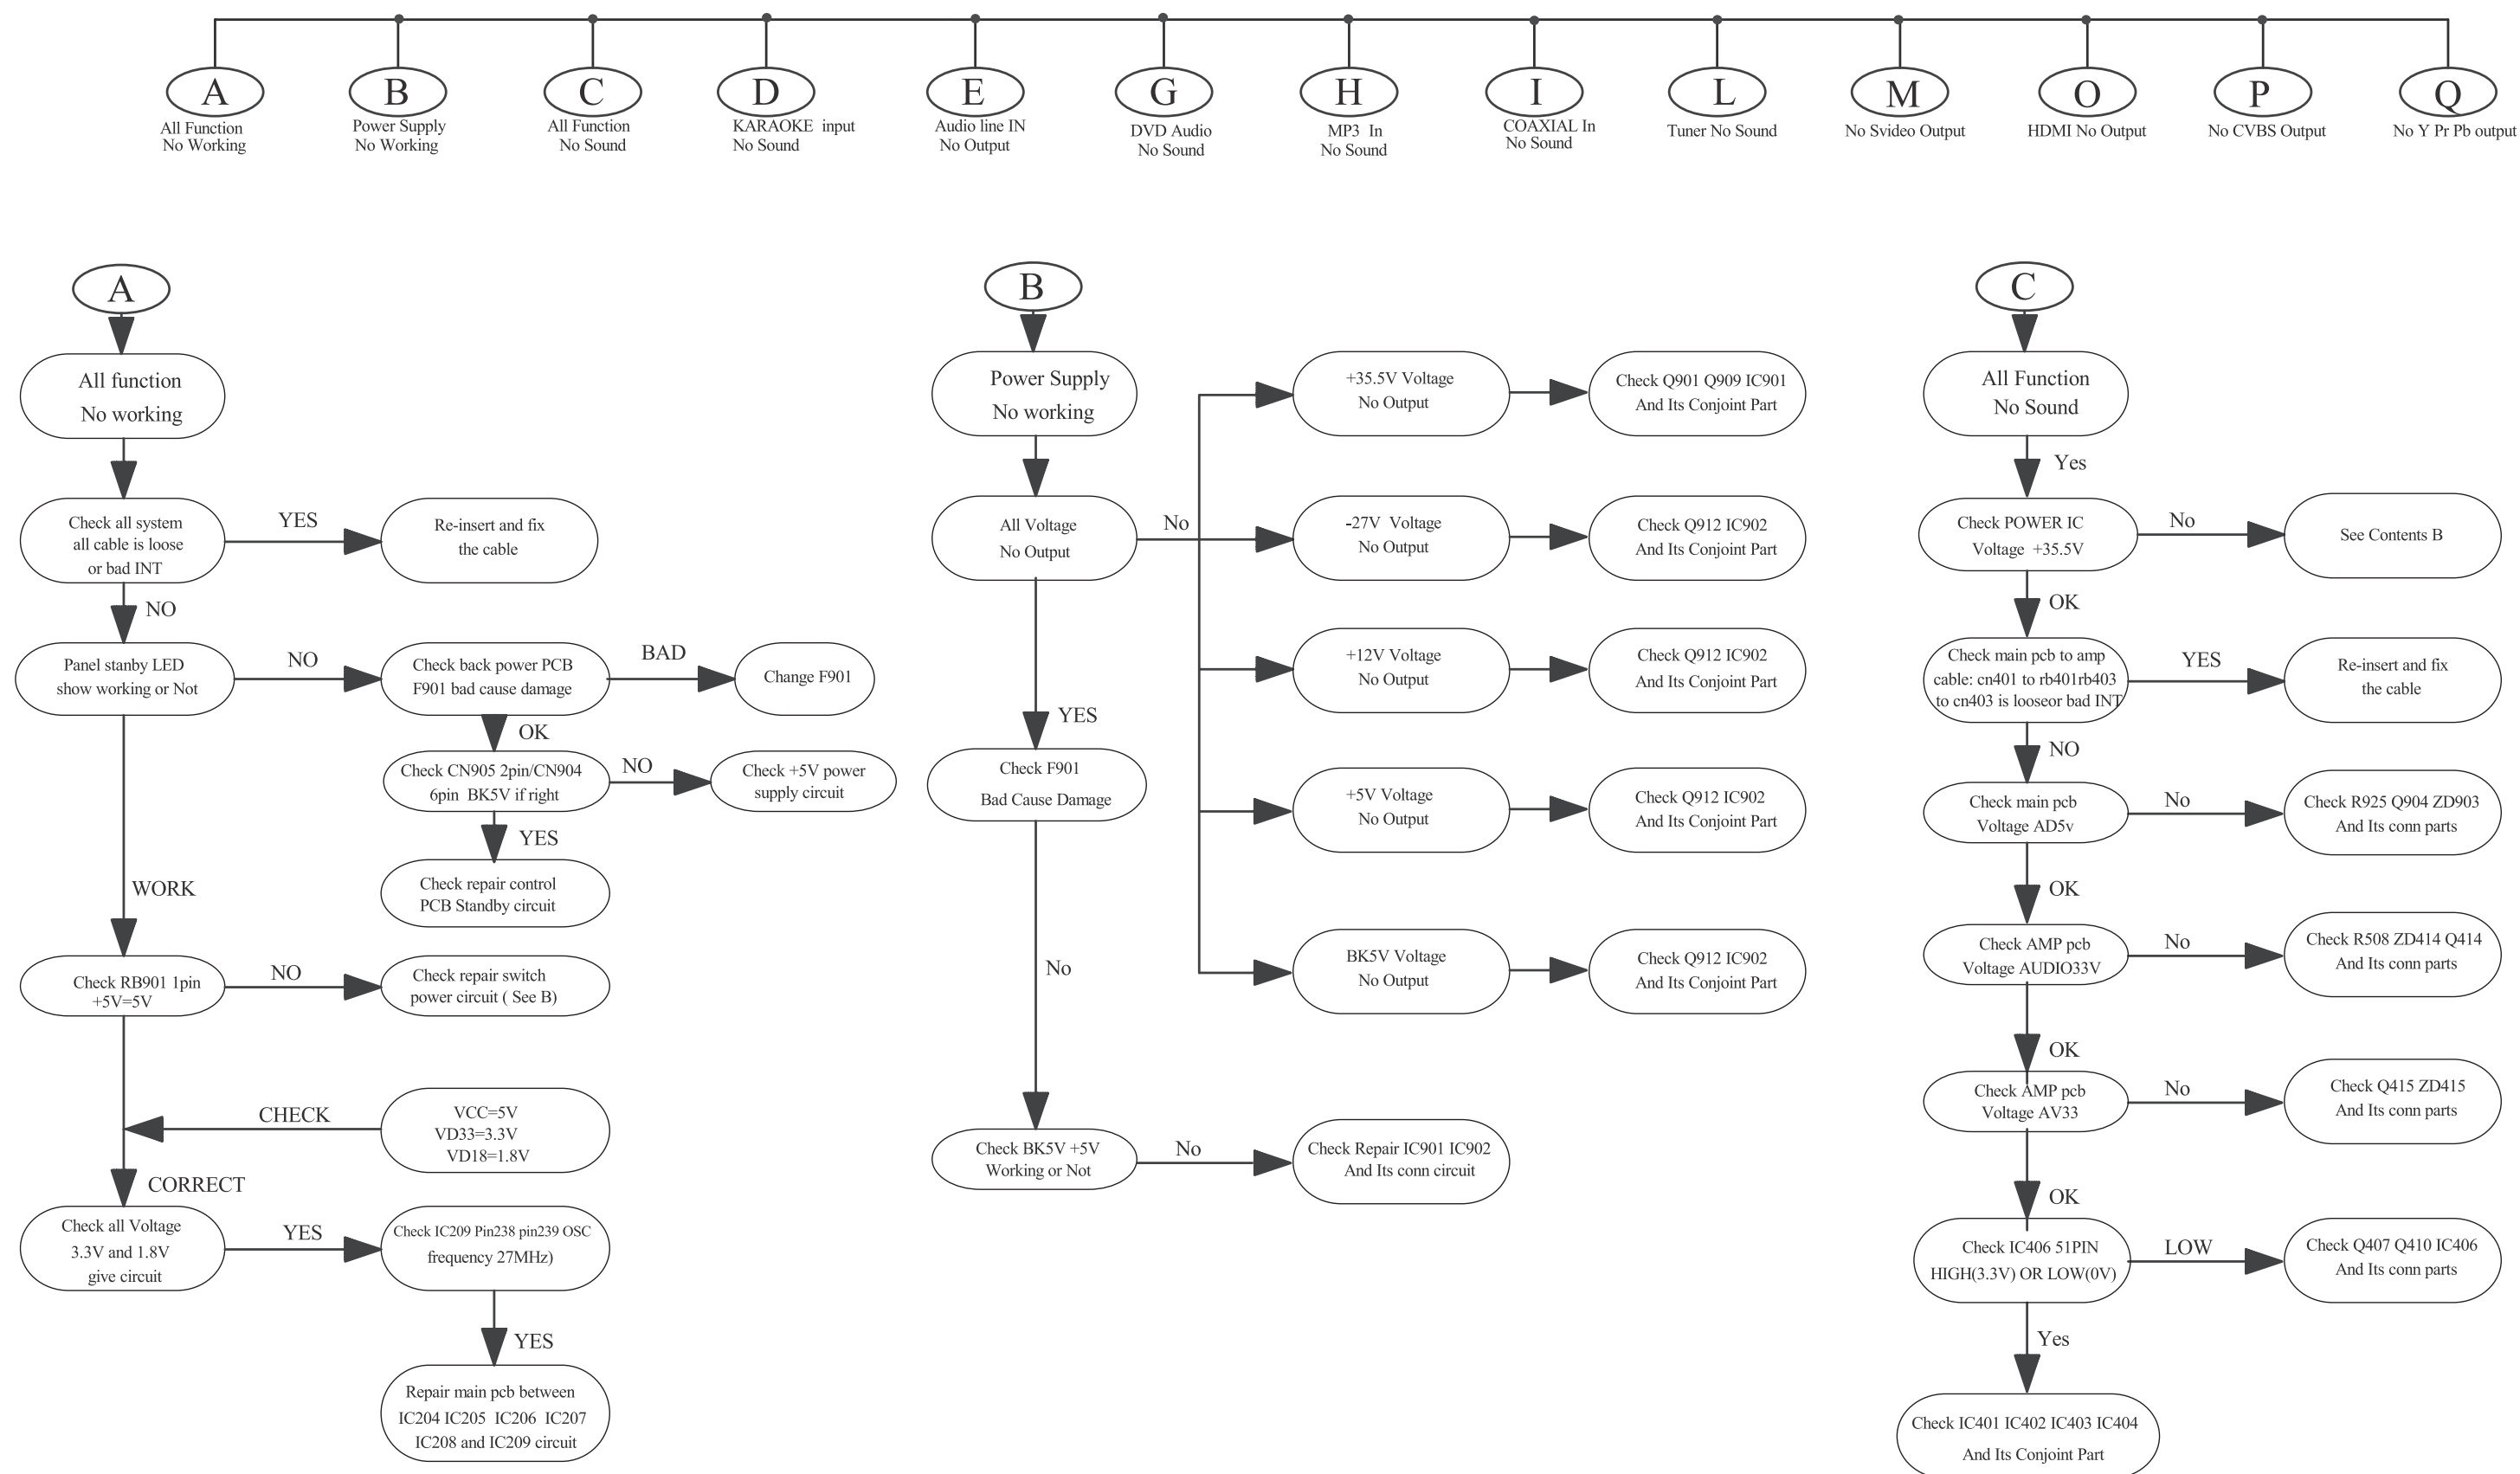 A
B
C
D
E
G
H
I
L
M
O
P
Q
All Function
No Working
Power Supply
No Working
All Function
No Sound
KARAOKE input
No Sound
Audio line IN
No Output
DVD Audio
No Sound
MP3 In
No Sound
COAXIAL In
No Sound
Tuner No Sound
No Svideo Output
HDMI No Output
No CVBS Output
No Y Pr Pb output
A
All function
No working
Check all system
all cable is loose
or bad INT
YES
Re-insert and fix
the cable
NO
Panel stanby LED
show working or Not
NO
Check back power PCB
F901 bad cause damage
BAD
Change F901
OK
Check CN905 2pin/CN904
6pin BK5V if right
NO
Check +5V power
supply circuit
YES
Check repair control
PCB Standby circuit
WORK
Check RB901 1pin
+5V=5V
NO
Check repair switch
power circuit ( See B)
CHECK
VCC=5V
VD33=3.3V
VD18=1.8V
CORRECT
Check all Voltage
3.3V and 1.8V
give circuit
YES
Check IC209 Pin238 pin239 OSC
frequency 27MHz)
YES
Repair main pcb between
IC204 IC205 IC206 IC207
IC208 and IC209 circuit
B
Power Supply
No working
All Voltage
No Output
No
+35.5V Voltage
No Output
Check Q901 Q909 IC901
And Its Conjoint Part
-27V Voltage
No Output
Check Q912 IC902
And Its Conjoint Part
+12V Voltage
No Output
Check Q912 IC902
And Its Conjoint Part
+5V Voltage
No Output
Check Q912 IC902
And Its Conjoint Part
BK5V Voltage
No Output
Check Q912 IC902
And Its Conjoint Part
YES
Check F901
Bad Cause Damage
No
Check BK5V +5V
Working or Not
No
Check Repair IC901 IC902
And Its conn circuit
C
All Function
No Sound
Yes
Check POWER IC
Voltage +35.5V
No
See Contents B
OK
Check main pcb to amp
cable: cn401 to rb401rb403
to cn403 is looseor bad INT
YES
Re-insert and fix
the cable
NO
Check main pcb
Voltage AD5v
No
Check R925 Q904 ZD903
And Its conn parts
OK
Check AMP pcb
Voltage AUDIO33V
No
Check R508 ZD414 Q414
And Its conn parts
OK
Check AMP pcb
Voltage AV33
No
Check Q415 ZD415
And Its conn parts
OK
Check IC406 51PIN
HIGH(3.3V) OR LOW(0V)
LOW
Check Q407 Q410 IC406
And Its conn parts
Yes
Check IC401 IC402 IC403 IC404
And Its Conjoint Part